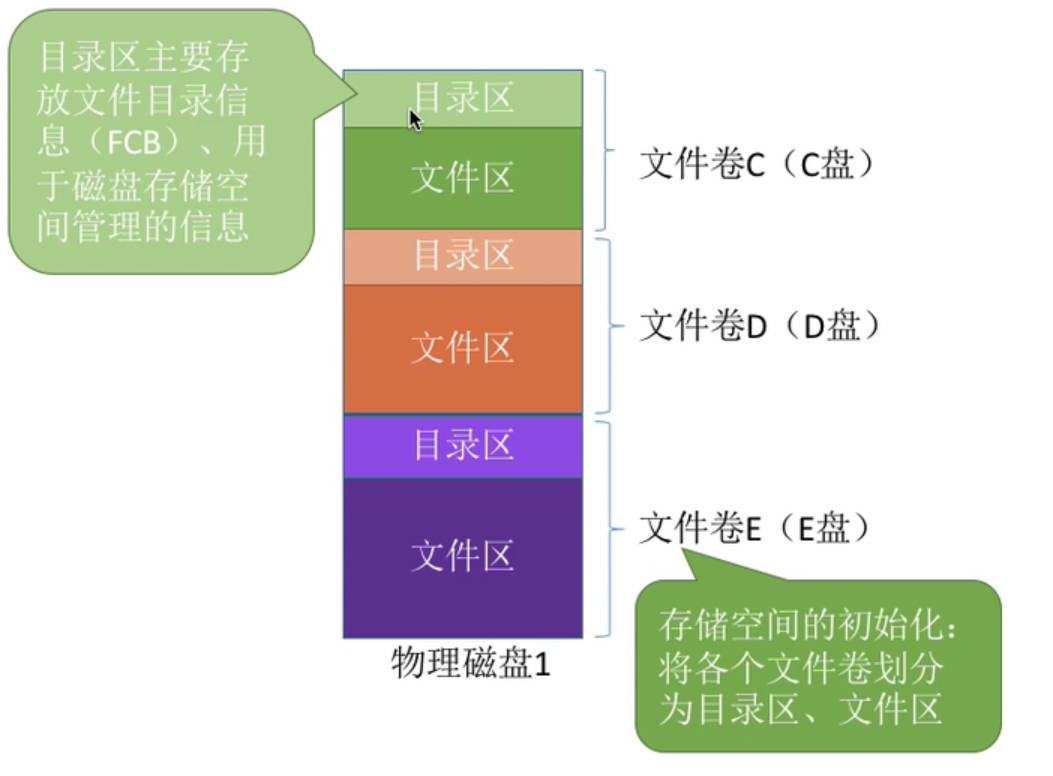 目录区主要存
放文件目录信
息（FCB）、用
于磁盘存储空
间管理的信息
目录区
文件区
文件卷C（C盘）
目录区
文件区
文件卷D（D盘）
目录区
文件区
文件卷E（E盘）
物理磁盘1
存储空间的初始化：
将各个文件卷划分
为目录区、文件区